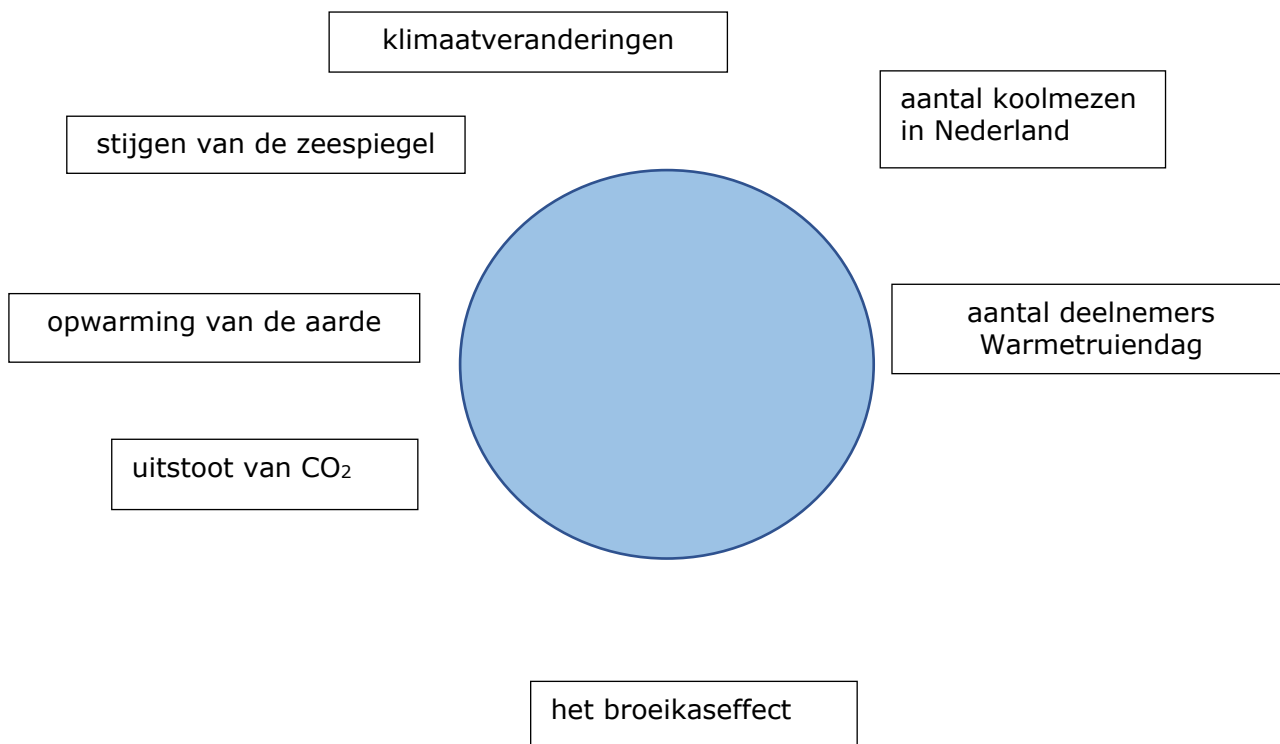 klimaatveranderingen
aantal koolmezen
in Nederland
stijgen van de zeespiegel
opwarming van de aarde
aantal deelnemers
Warmetruiendag
uitstoot van CO₂
het broeikaseffect